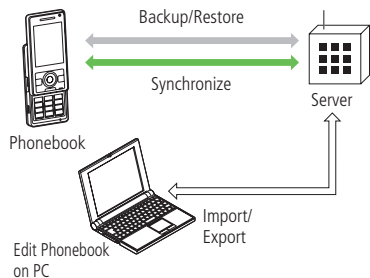 Backup/Restore
Synchronize
Server
Phonebook
Import/
Export
Edit Phonebook
on PC